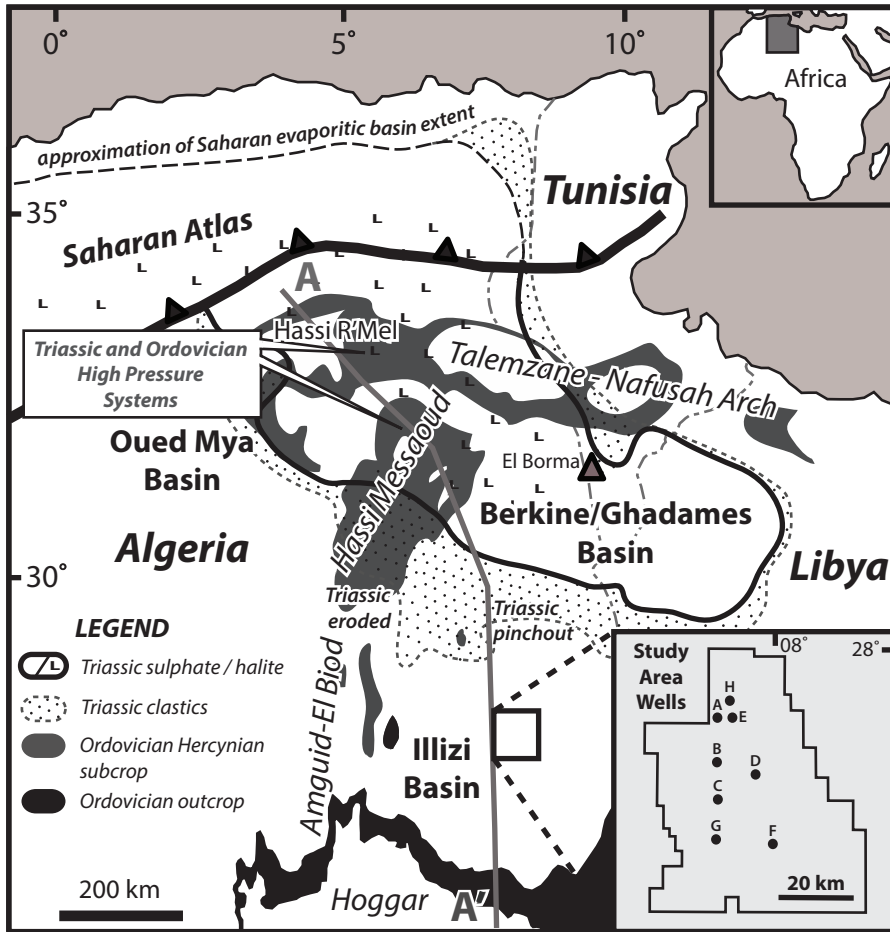 0˚
5˚
10˚
Africa
approximation of Saharan evaporitic basin extent
Tunisia
35˚
Saharan Atlas
A
Hassi R'Mel
Triassic and Ordovician
High Pressure
Systems
Talemzane - Nafusah Arch
Oued Mya
Basin
Hassi Messaoud
El Borma
Berkine/Ghadames
Basin
Algeria
Libya
30˚
Triassic
eroded
Triassic
pinchout
LEGEND
L
Triassic sulphate / halite
Triassic clastics
Ordovician Hercynian
subcrop
Ordovician outcrop
Amguid-El Biod
Illizi
Basin
200 km
Hoggar
A'
Study
Area
Wells
08˚
28˚
H
A
E
B
D
C
G
F
20 km